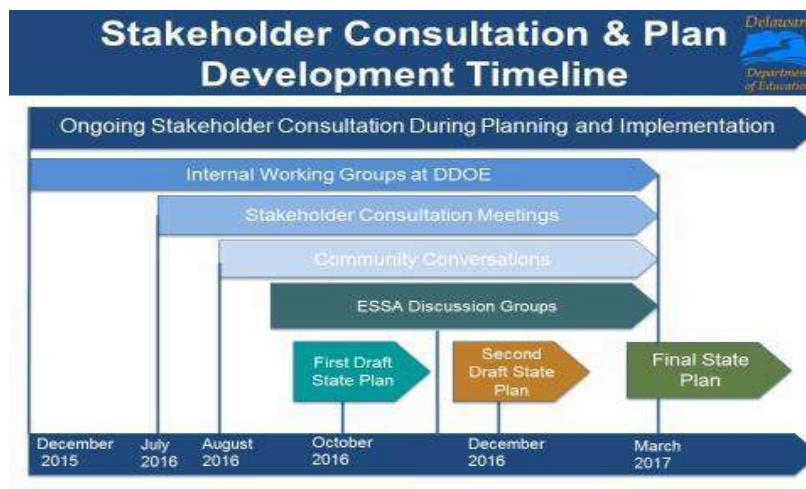 Stakeholder Consultation & Plan
Development Timeline
Delaware
Department
of Education
Ongoing Stakeholder Consultation During Planning and Implementation
Internal Working Groups at DDOE
Stakeholder Consultation Meetings
Community Conversations
ESSA Discussion Groups
First Draft
State Plan
Second
Draft State
Plan
Final State
Plan
December
2015
July
2016
August
2016
October
2016
December
2016
March
2017